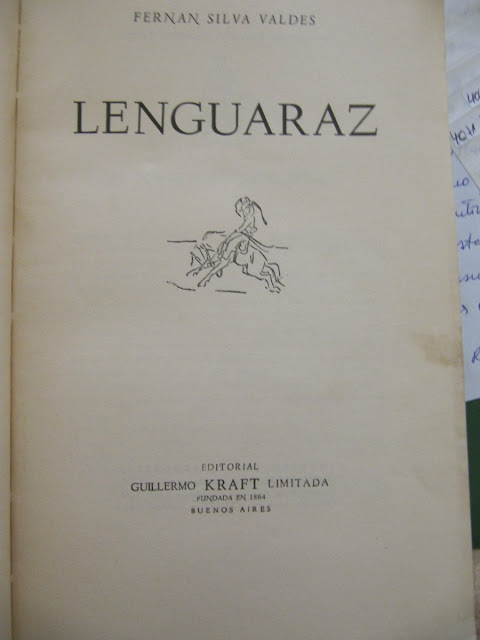 FERNAN SILVA VALDES
LENGUARAZ
EDITORIAL
GUILLERMO KRAFT LIMITADA
FUNDADA EN 1864
BUENOS AIRES